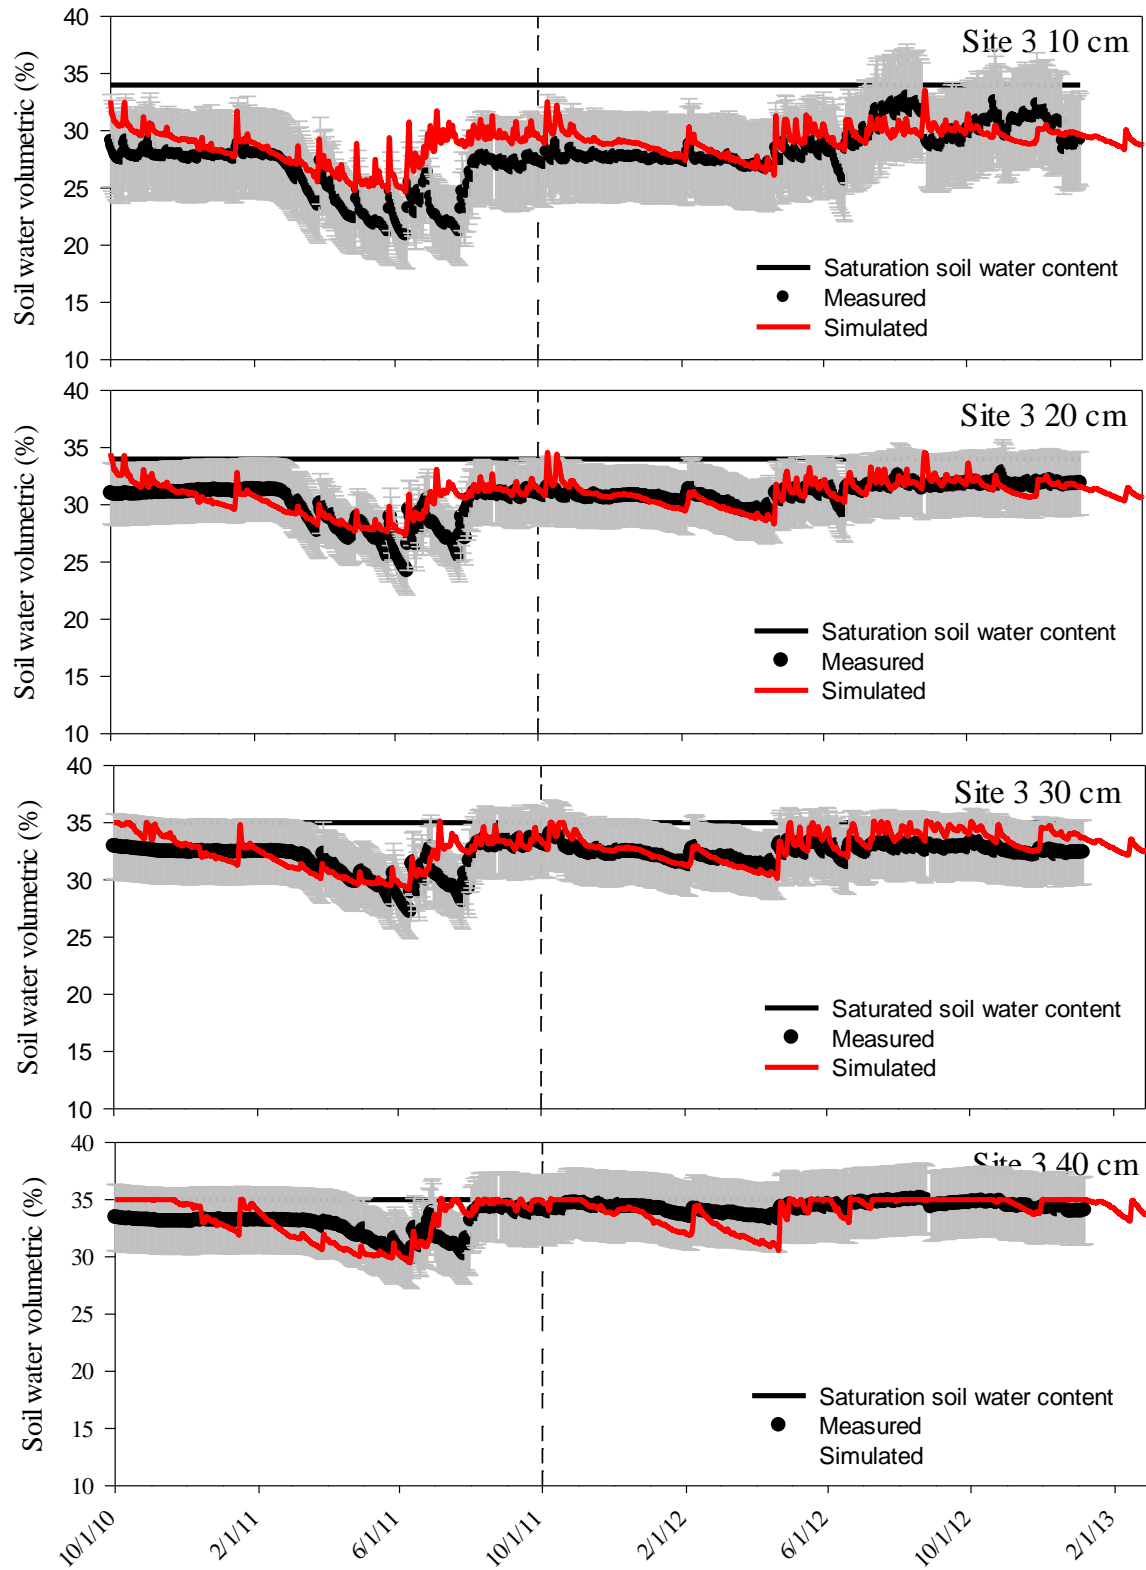 Site 3 10 cm
Soil water volumetric (%)
40
35
30
25
20
15
10
Saturation soil water content
Measured
Simulated
Site 3 20 cm
Soil water volumetric (%)
40
35
30
25
20
15
10
Saturation soil water content
Measured
Simulated
Site 3 30 cm
Soil water volumetric (%)
40
35
30
25
20
15
10
Saturated soil water content
Measured
Simulated
Site 3 40 cm
Soil water volumetric (%)
40
35
30
25
20
15
10
Saturation soil water content
Measured
Simulated
10/1/10
2/1/11
6/1/11
10/1/11
2/1/12
6/1/12
10/1/12
2/1/13